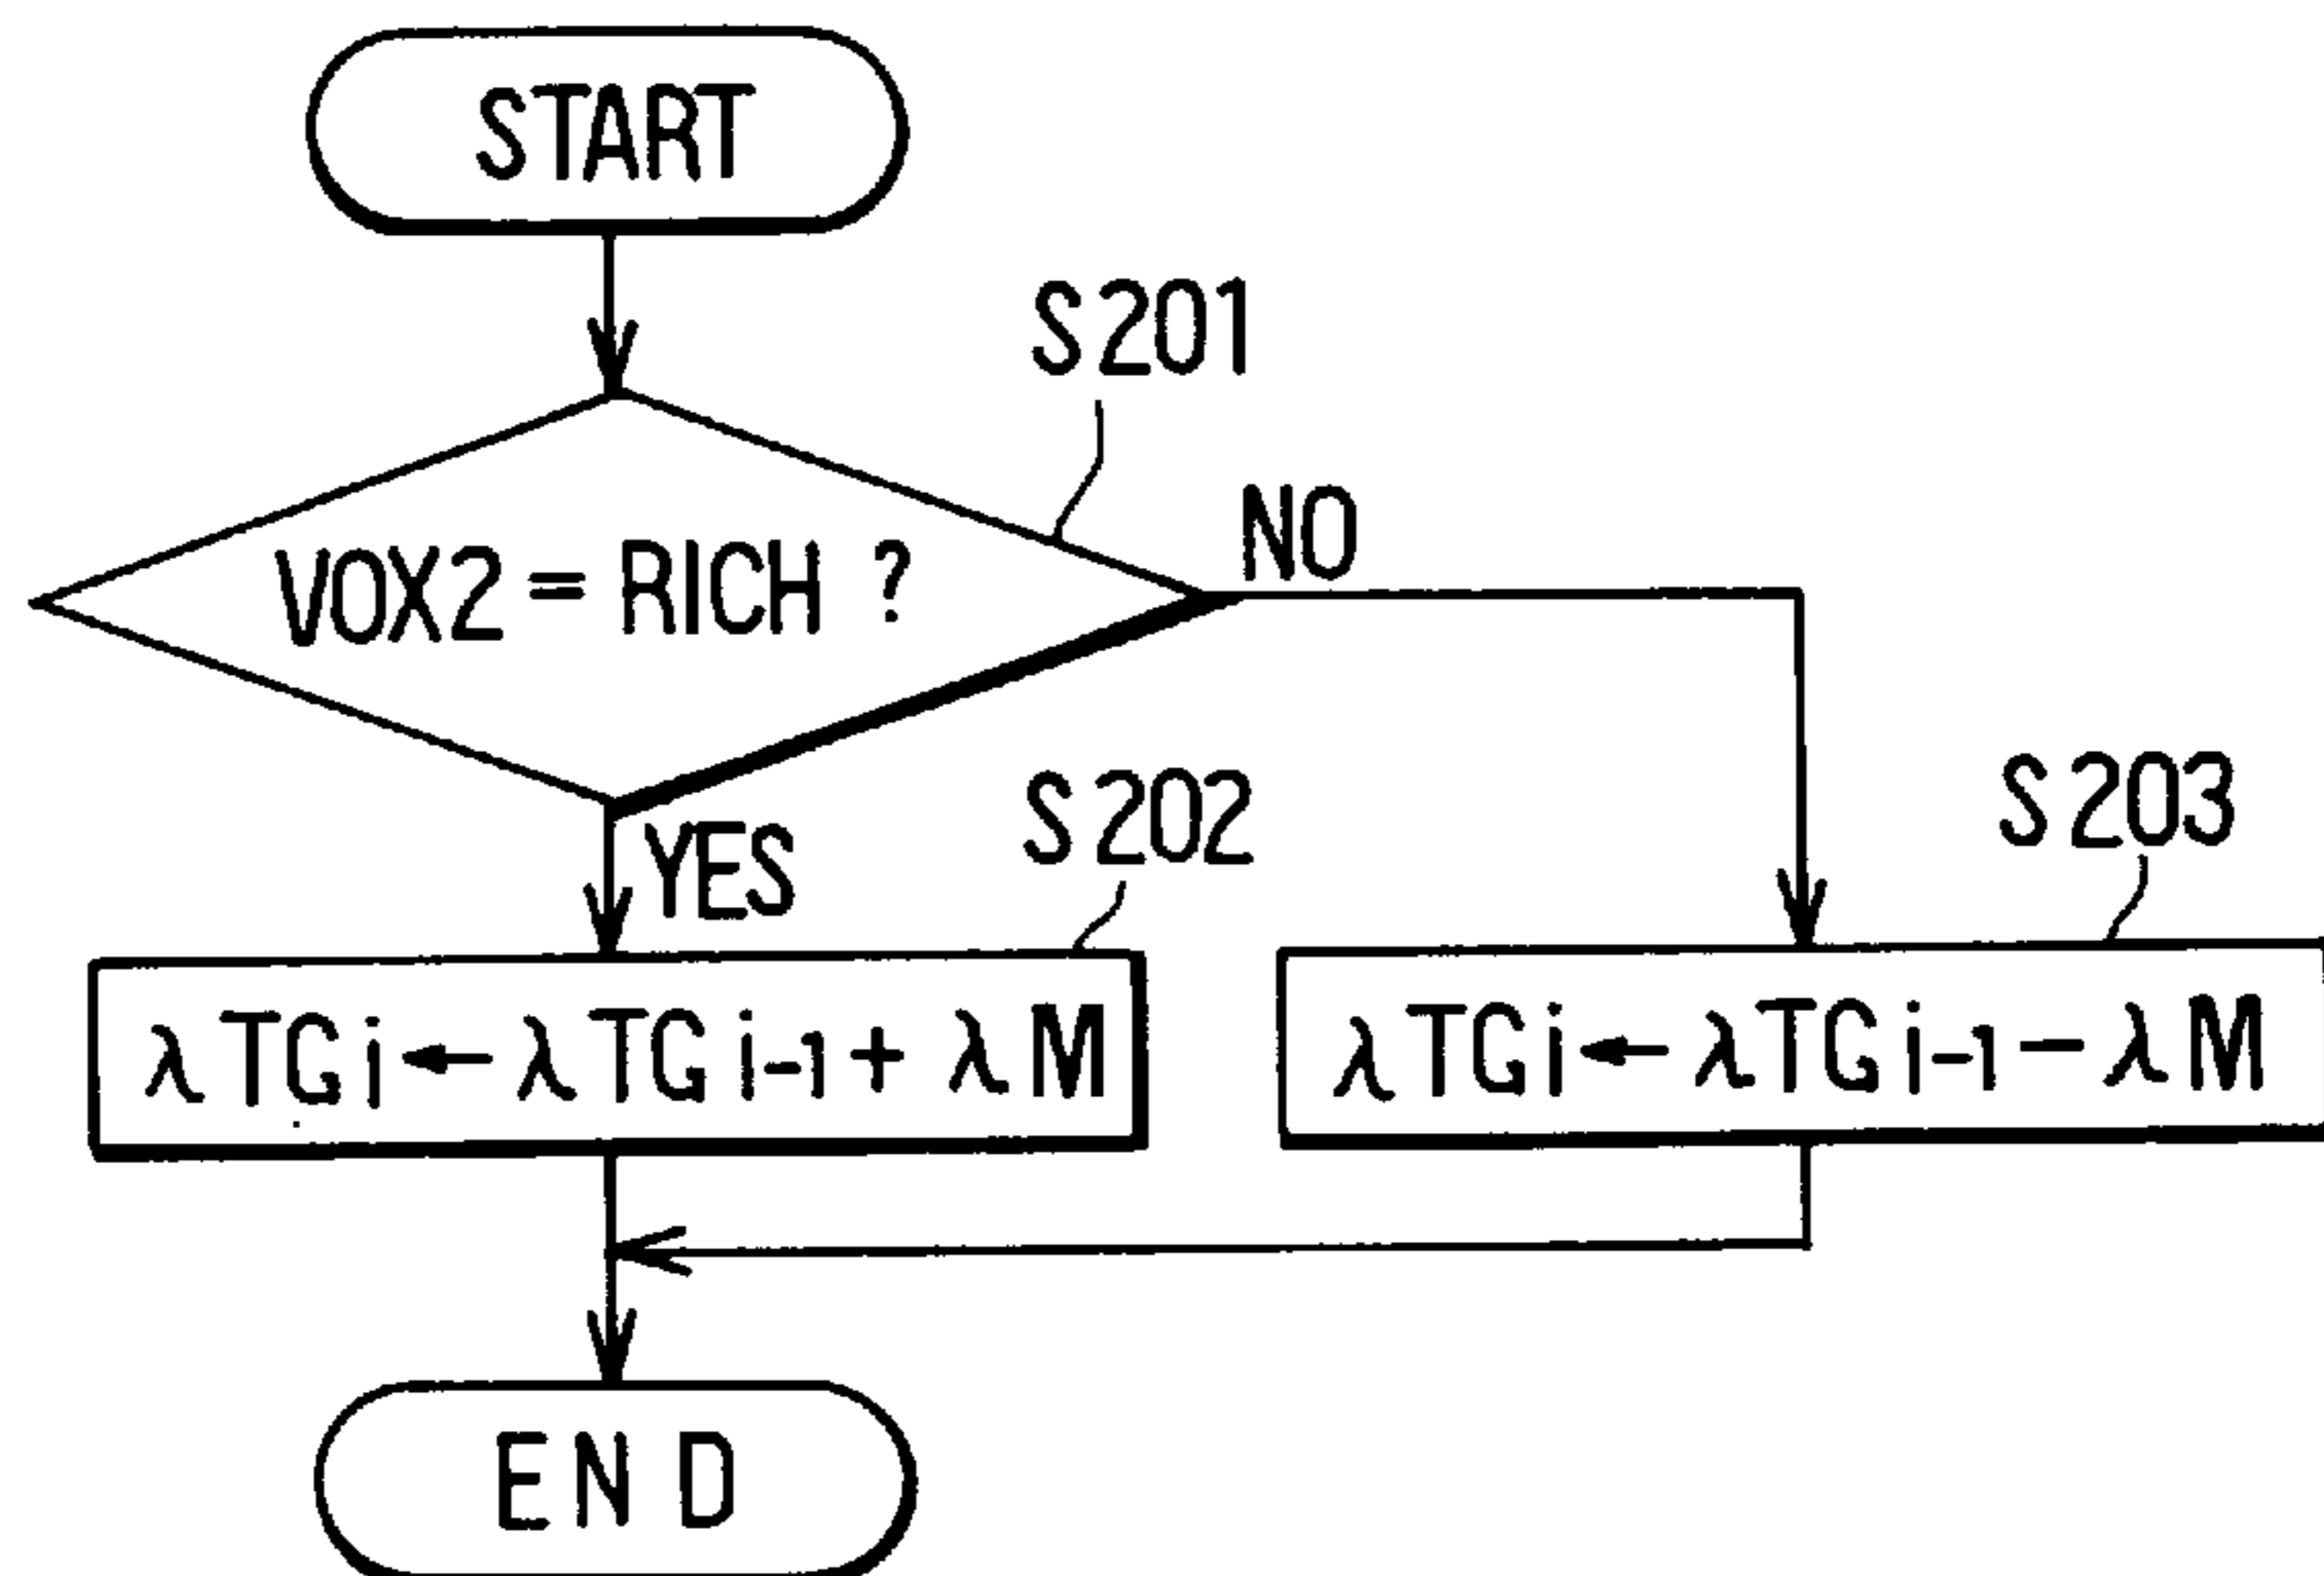 START
S201
VOX2 = RICH ?
NO
YES
S202
S203
λTGi ← λTGi-1 + λM
λTGi ← λTGi-1 - λM
END